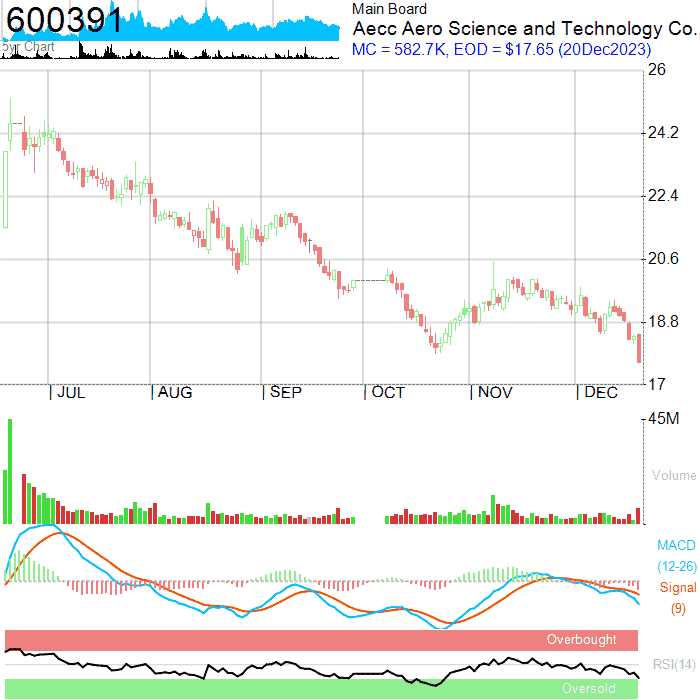 600391
5yr Chart
Main Board
Aecc Aero Science and Technology Co.,
MC = 582.7K, EOD = $17.65 (20Dec2023)
26
24.2
22.4
20.6
18.8
17
JUL AUG SEP OCT NOV DEC
45M
Volume
MACD
(12-26)
Signal
(9)
Overbought
RSI(14)
Oversold